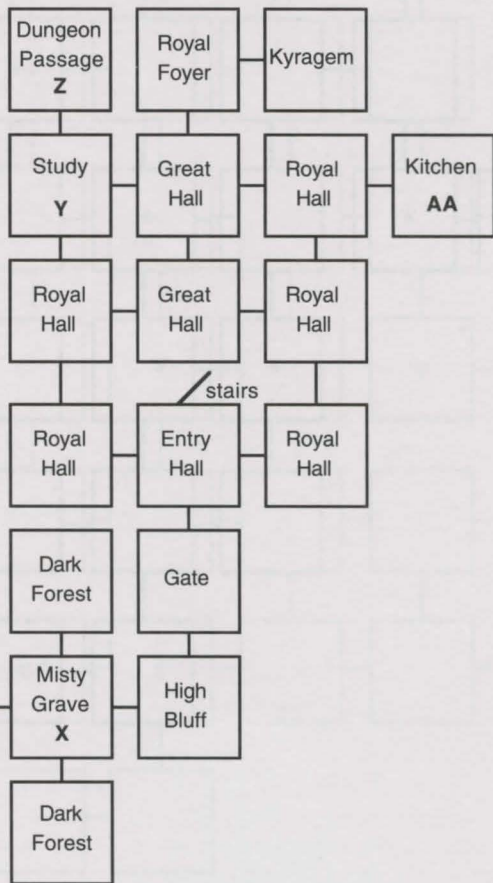 Dungeon
Passage
Z
Royal
Foyer
Kyragem
Study
Y
Great
Hall
Royal
Hall
Kitchen
AA
Royal
Hall
Great
Hall
Royal
Hall
stairs
Royal
Hall
Entry
Hall
Royal
Hall
Dark
Forest
Gate
Misty
Grave
X
High
Bluff
Dark
Forest